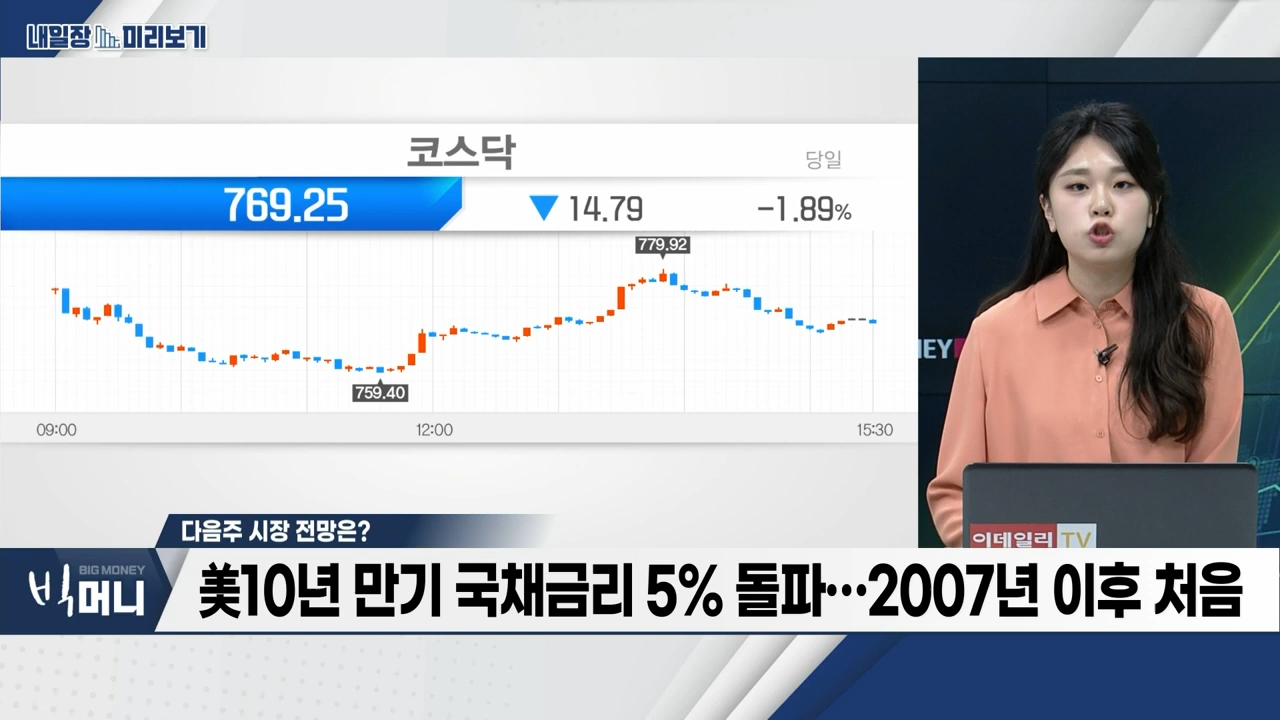 내일장 미리보기
코스닥
당일
769.25 ▼ 14.79 -1.89%
779.92
759.40
09:00 12:00 15:30
NEY
이데일리 TV
다음주 시장 전망은?
BIG MONEY
빅머니
美10년 만기 국채금리 5% 돌파…2007년 이후 처음